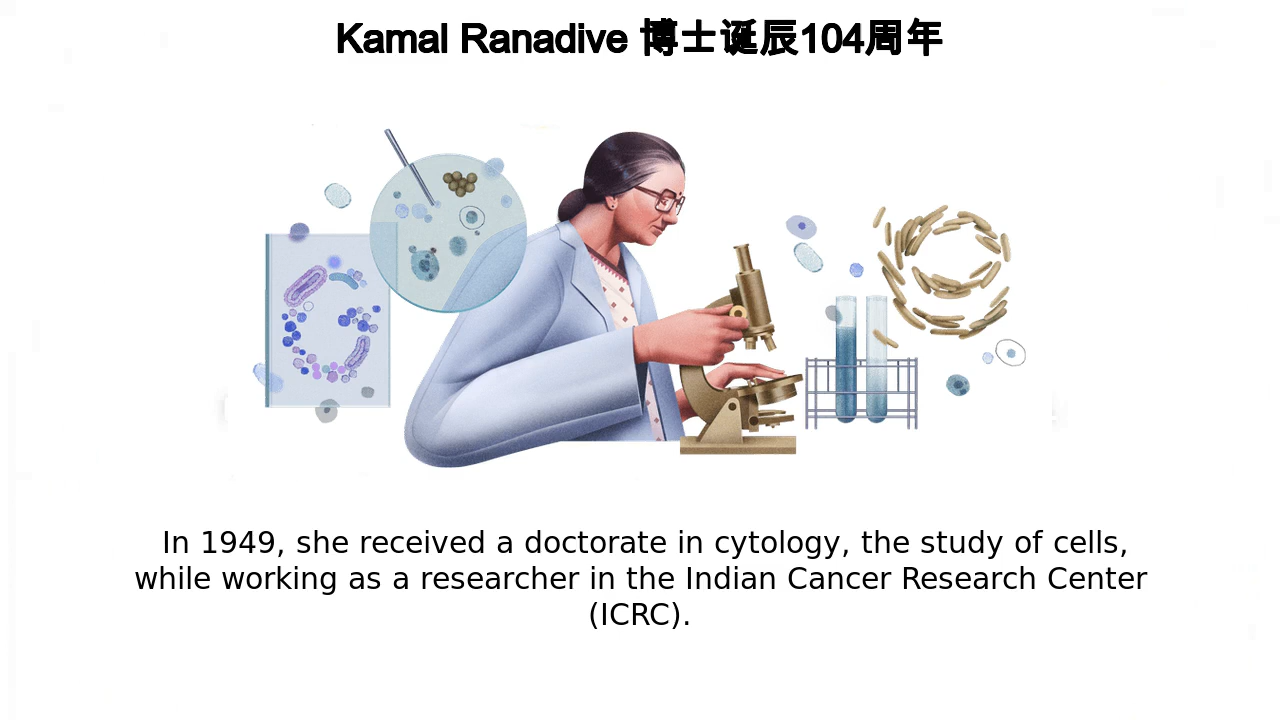 Kamal Ranadive 博士诞辰104周年
In 1949, she received a doctorate in cytology, the study of cells,
while working as a researcher in the Indian Cancer Research Center
(ICRC).